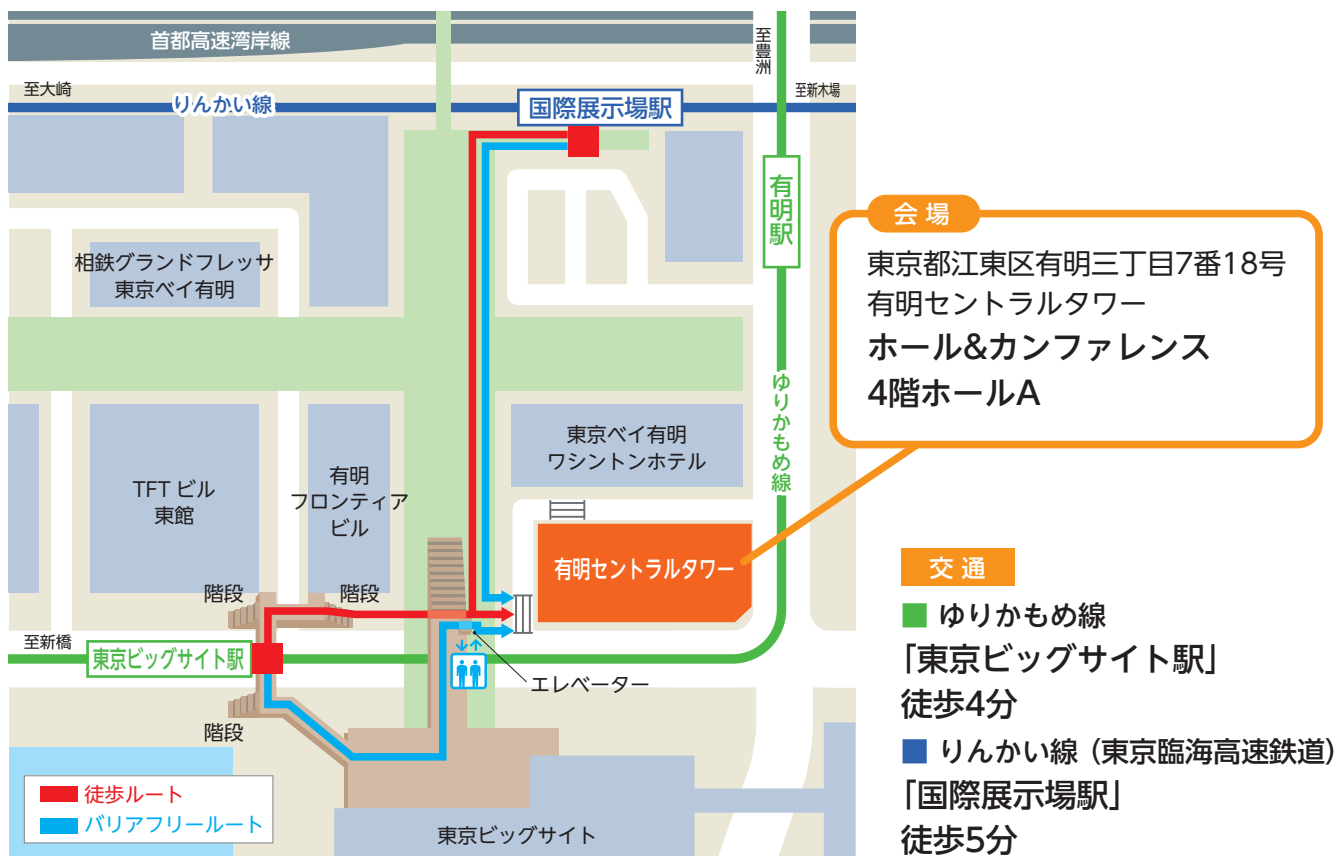 首都高速湾岸線
至豊洲
至大崎
りんかい線
国際展示場駅
至新木場
有明駅
会場
東京都江東区有明三丁目7番18号
有明セントラルタワー
ホール&カンファレンス
4階ホールA
相鉄グランドフレッサ
東京ベイ有明
ゆりかもめ線
東京ベイ有明
ワシントンホテル
TFT ビル
東館
有明
フロンティア
ビル
有明セントラルタワー
階段
階段
至新橋
東京ビッグサイト駅
エレベーター
階段
徒歩ルート
バリアフリールート
東京ビッグサイト
交通
ゆりかもめ線
「東京ビッグサイト駅」
徒歩4分
りんかい線（東京臨海高速鉄道）
「国際展示場駅」
徒歩5分